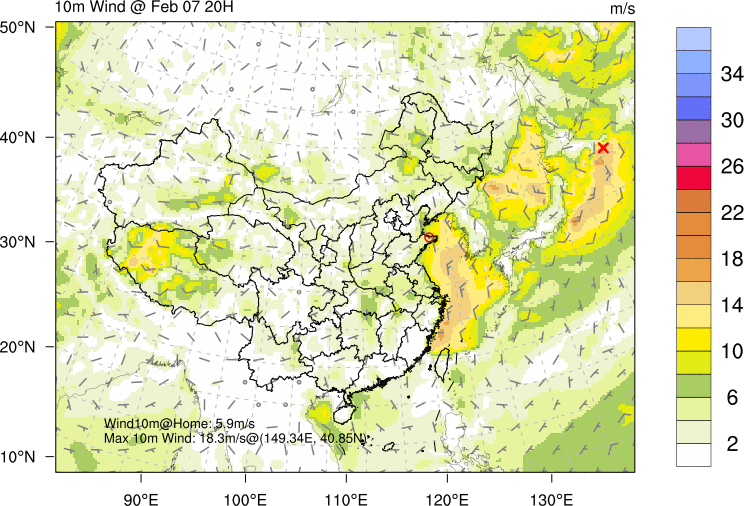 10m Wind @ Feb 07 20H
m/s
50°N
40°N
30°N
20°N
10°N
34
30
26
22
18
14
10
6
2
Wind10m@Home: 5.9m/s
Max 10m Wind: 18.3m/s@(149.34E, 40.85N)
90°E
100°E
110°E
120°E
130°E